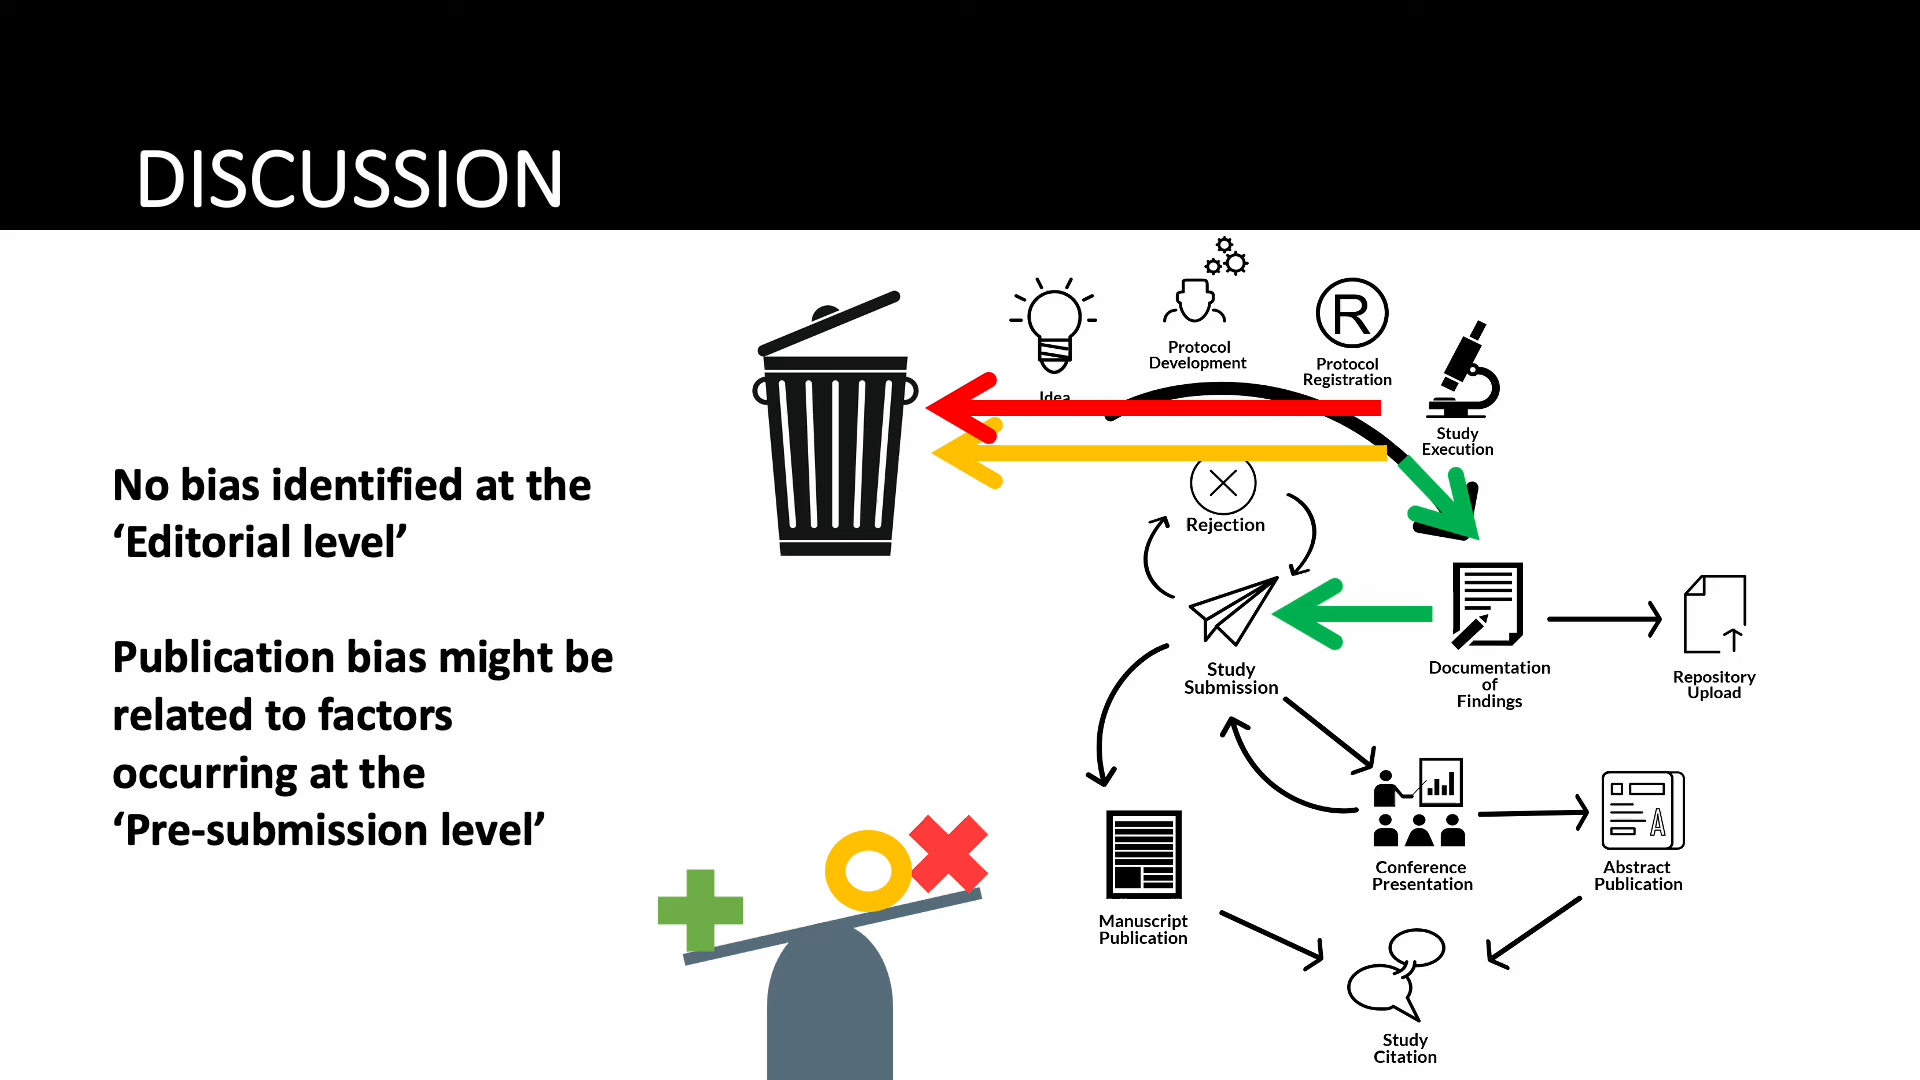 DISCUSSION
No bias identified at the
‘Editorial level’
Publication bias might be
related to factors
occurring at the
‘Pre-submission level’
Idea
Protocol
Development
R
Protocol
Registration
Study
Execution
Rejection
Study
Submission
Documentation
of
Findings
Repository
Upload
Conference
Presentation
A
Abstract
Publication
Manuscript
Publication
Study
Citation